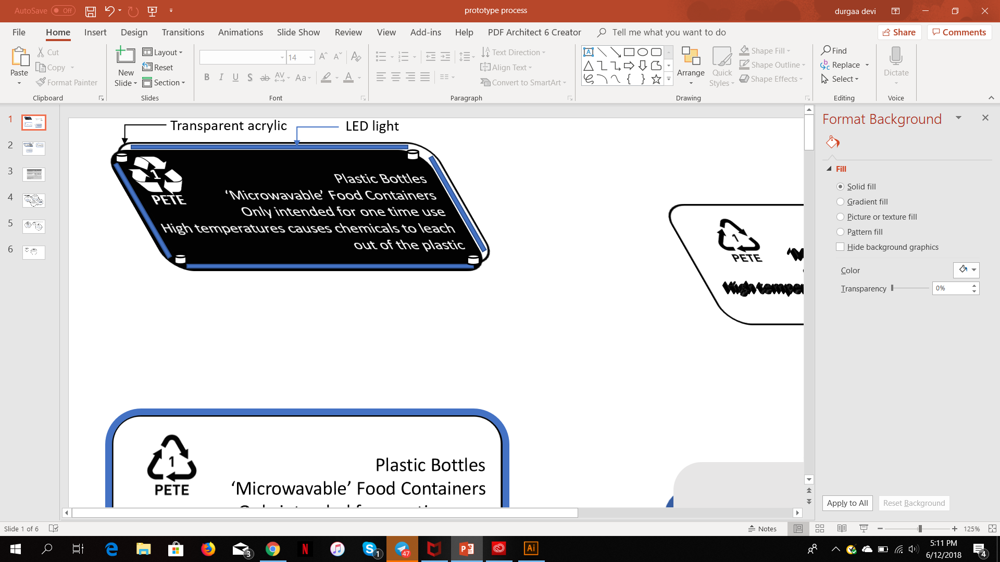 AutoSave Off
prototype process
durgaa devi
File Home Insert Design Transitions Animations Slide Show Review View Add-ins Help PDF Architect 6 Creator Tell me what you want to do Share Comments
Paste
Cut
Copy
Format Painter
Clipboard
New Slide
Layout
Reset
Section
Slides
14
B I U S ab AV Aa A
Font
Text Direction
Align Text
Convert to SmartArt
Paragraph
Arrange
Quick Styles
Shape Fill
Shape Outline
Shape Effects
Drawing
Find
Replace
Select
Editing
Dictate
Voice
1
2
3
4
5
6
Transparent acrylic
LED light
1
PETE
Plastic Bottles
‘Microwavable’ Food Containers
Only intended for one time use
High temperatures causes chemicals to leach
out of the plastic
1
PETE
High tempe
1
PETE
Plastic Bottles
‘Microwavable’ Food Containers
Format Background
Fill
Solid fill
Gradient fill
Picture or texture fill
Pattern fill
Hide background graphics
Color
Transparency 0%
Apply to All Reset Background
Slide 1 of 6
Notes
125%
3
1
47
Ai
5:11 PM
6/12/2018
4